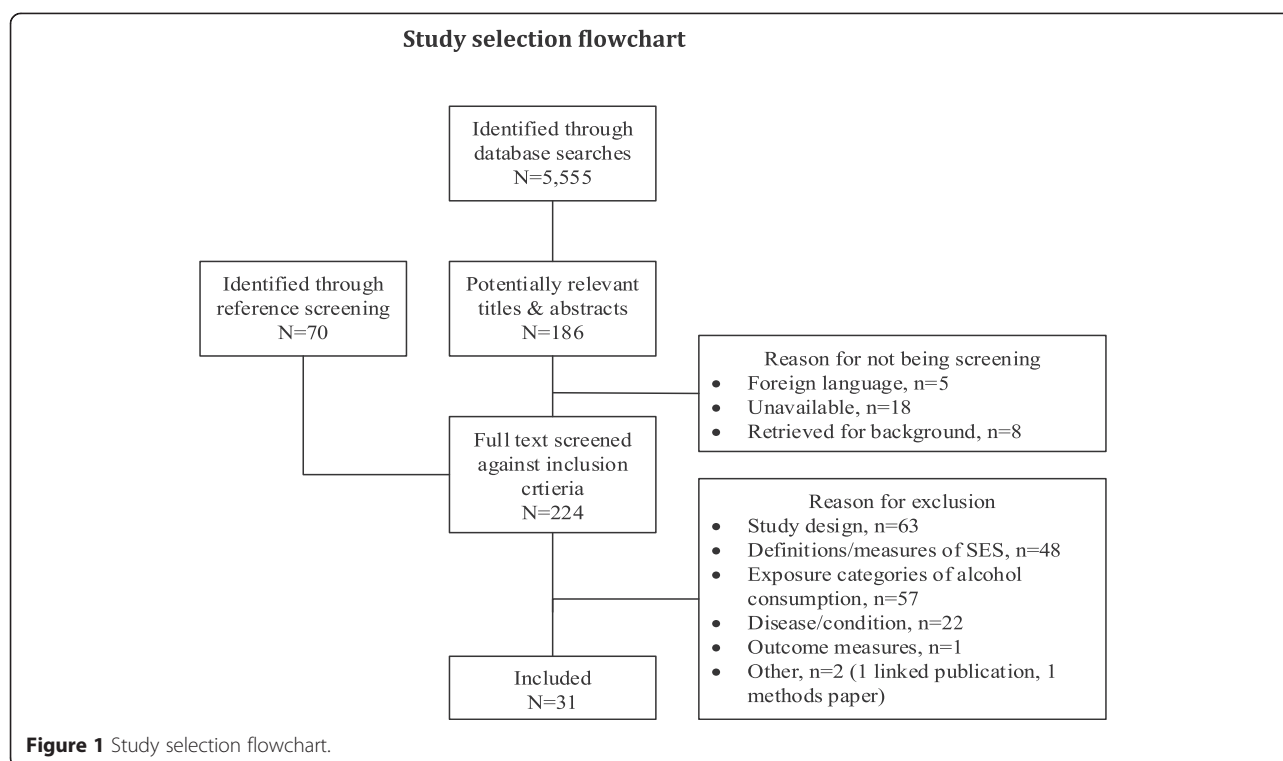 Study selection flowchart
Identified through
database searches
N=5,555
Identified through
reference screening
N=70
Potentially relevant
titles & abstracts
N=186
Reason for not being screening
• Foreign language, n=5
• Unavailable, n=18
• Retrieved for background, n=8
Full text screened
against inclusion
crtieria
N=224
Reason for exclusion
• Study design, n=63
• Definitions/measures of SES, n=48
• Exposure categories of alcohol
consumption, n=57
• Disease/condition, n=22
• Outcome measures, n=1
• Other, n=2 (1 linked publication, 1
methods paper)
Included
N=31
Figure 1 Study selection flowchart.